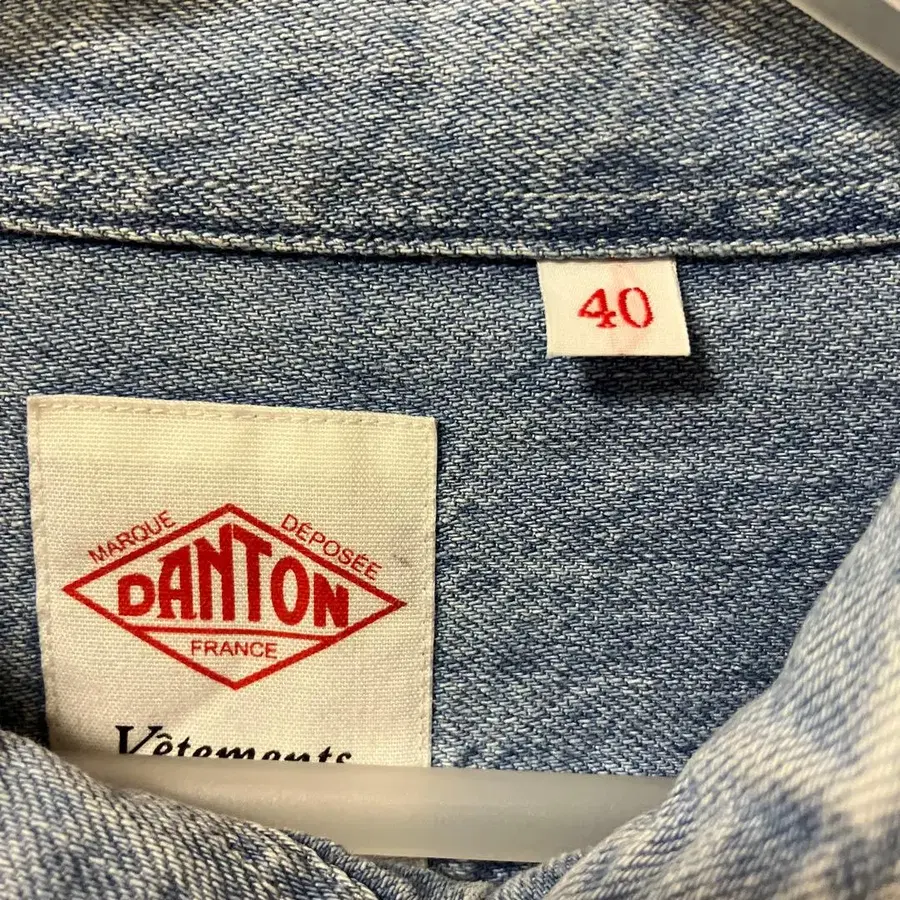 40
MARQUE DÉPOSÉE
DANTON
FRANCE
Vêtements